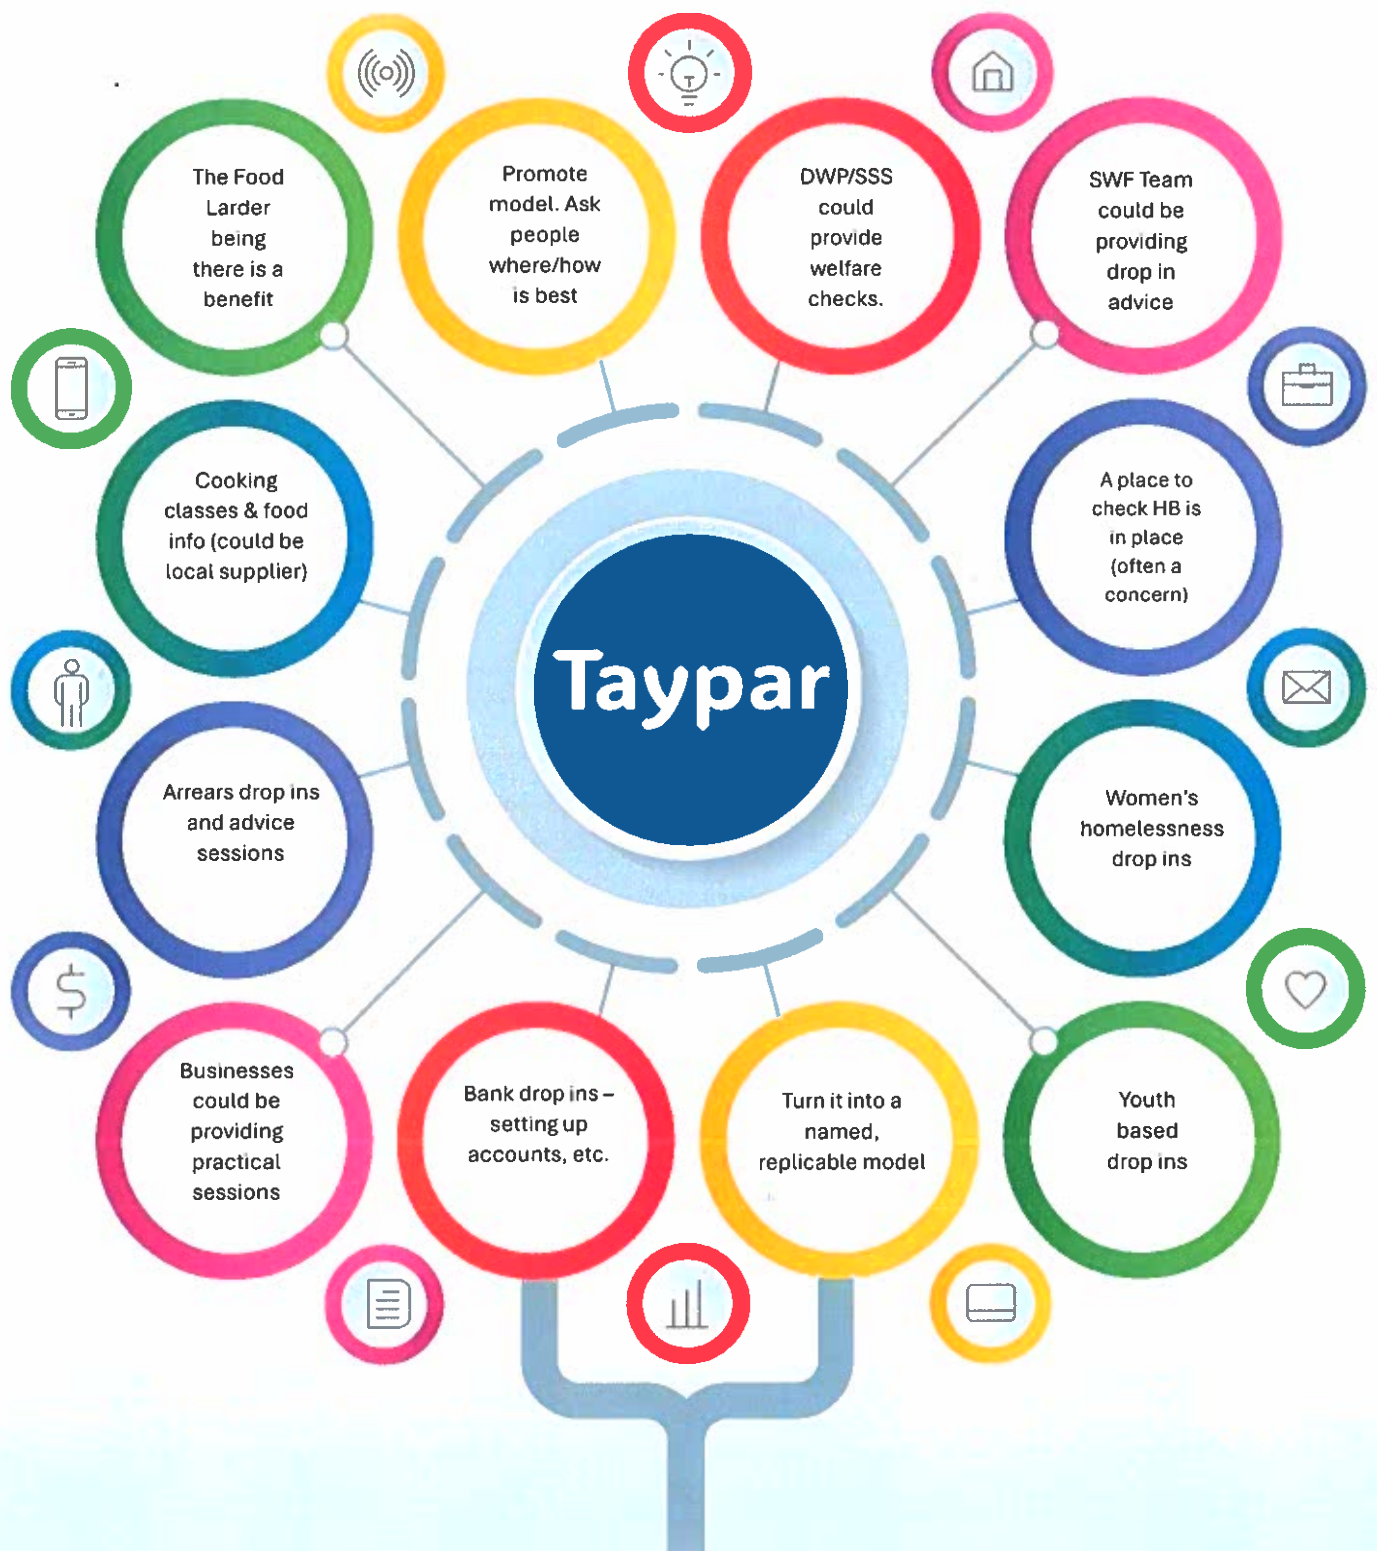 The Food
Larder
being
there is a
benefit
Promote
model. Ask
people
where/how
is best
DWP/SSS
could
provide
welfare
checks.
SWF Team
could be
providing
drop in
advice
Cooking
classes & food
info (could be
local supplier)
A place to
check HB is
in place
(often a
concern)
Taypar
Arrears drop ins
and advice
sessions
Women's
homelessness
drop ins
Businesses
could be
providing
practical
sessions
Bank drop ins –
setting up
accounts, etc.
Turn it into a
named,
replicable model
Youth
based
drop ins